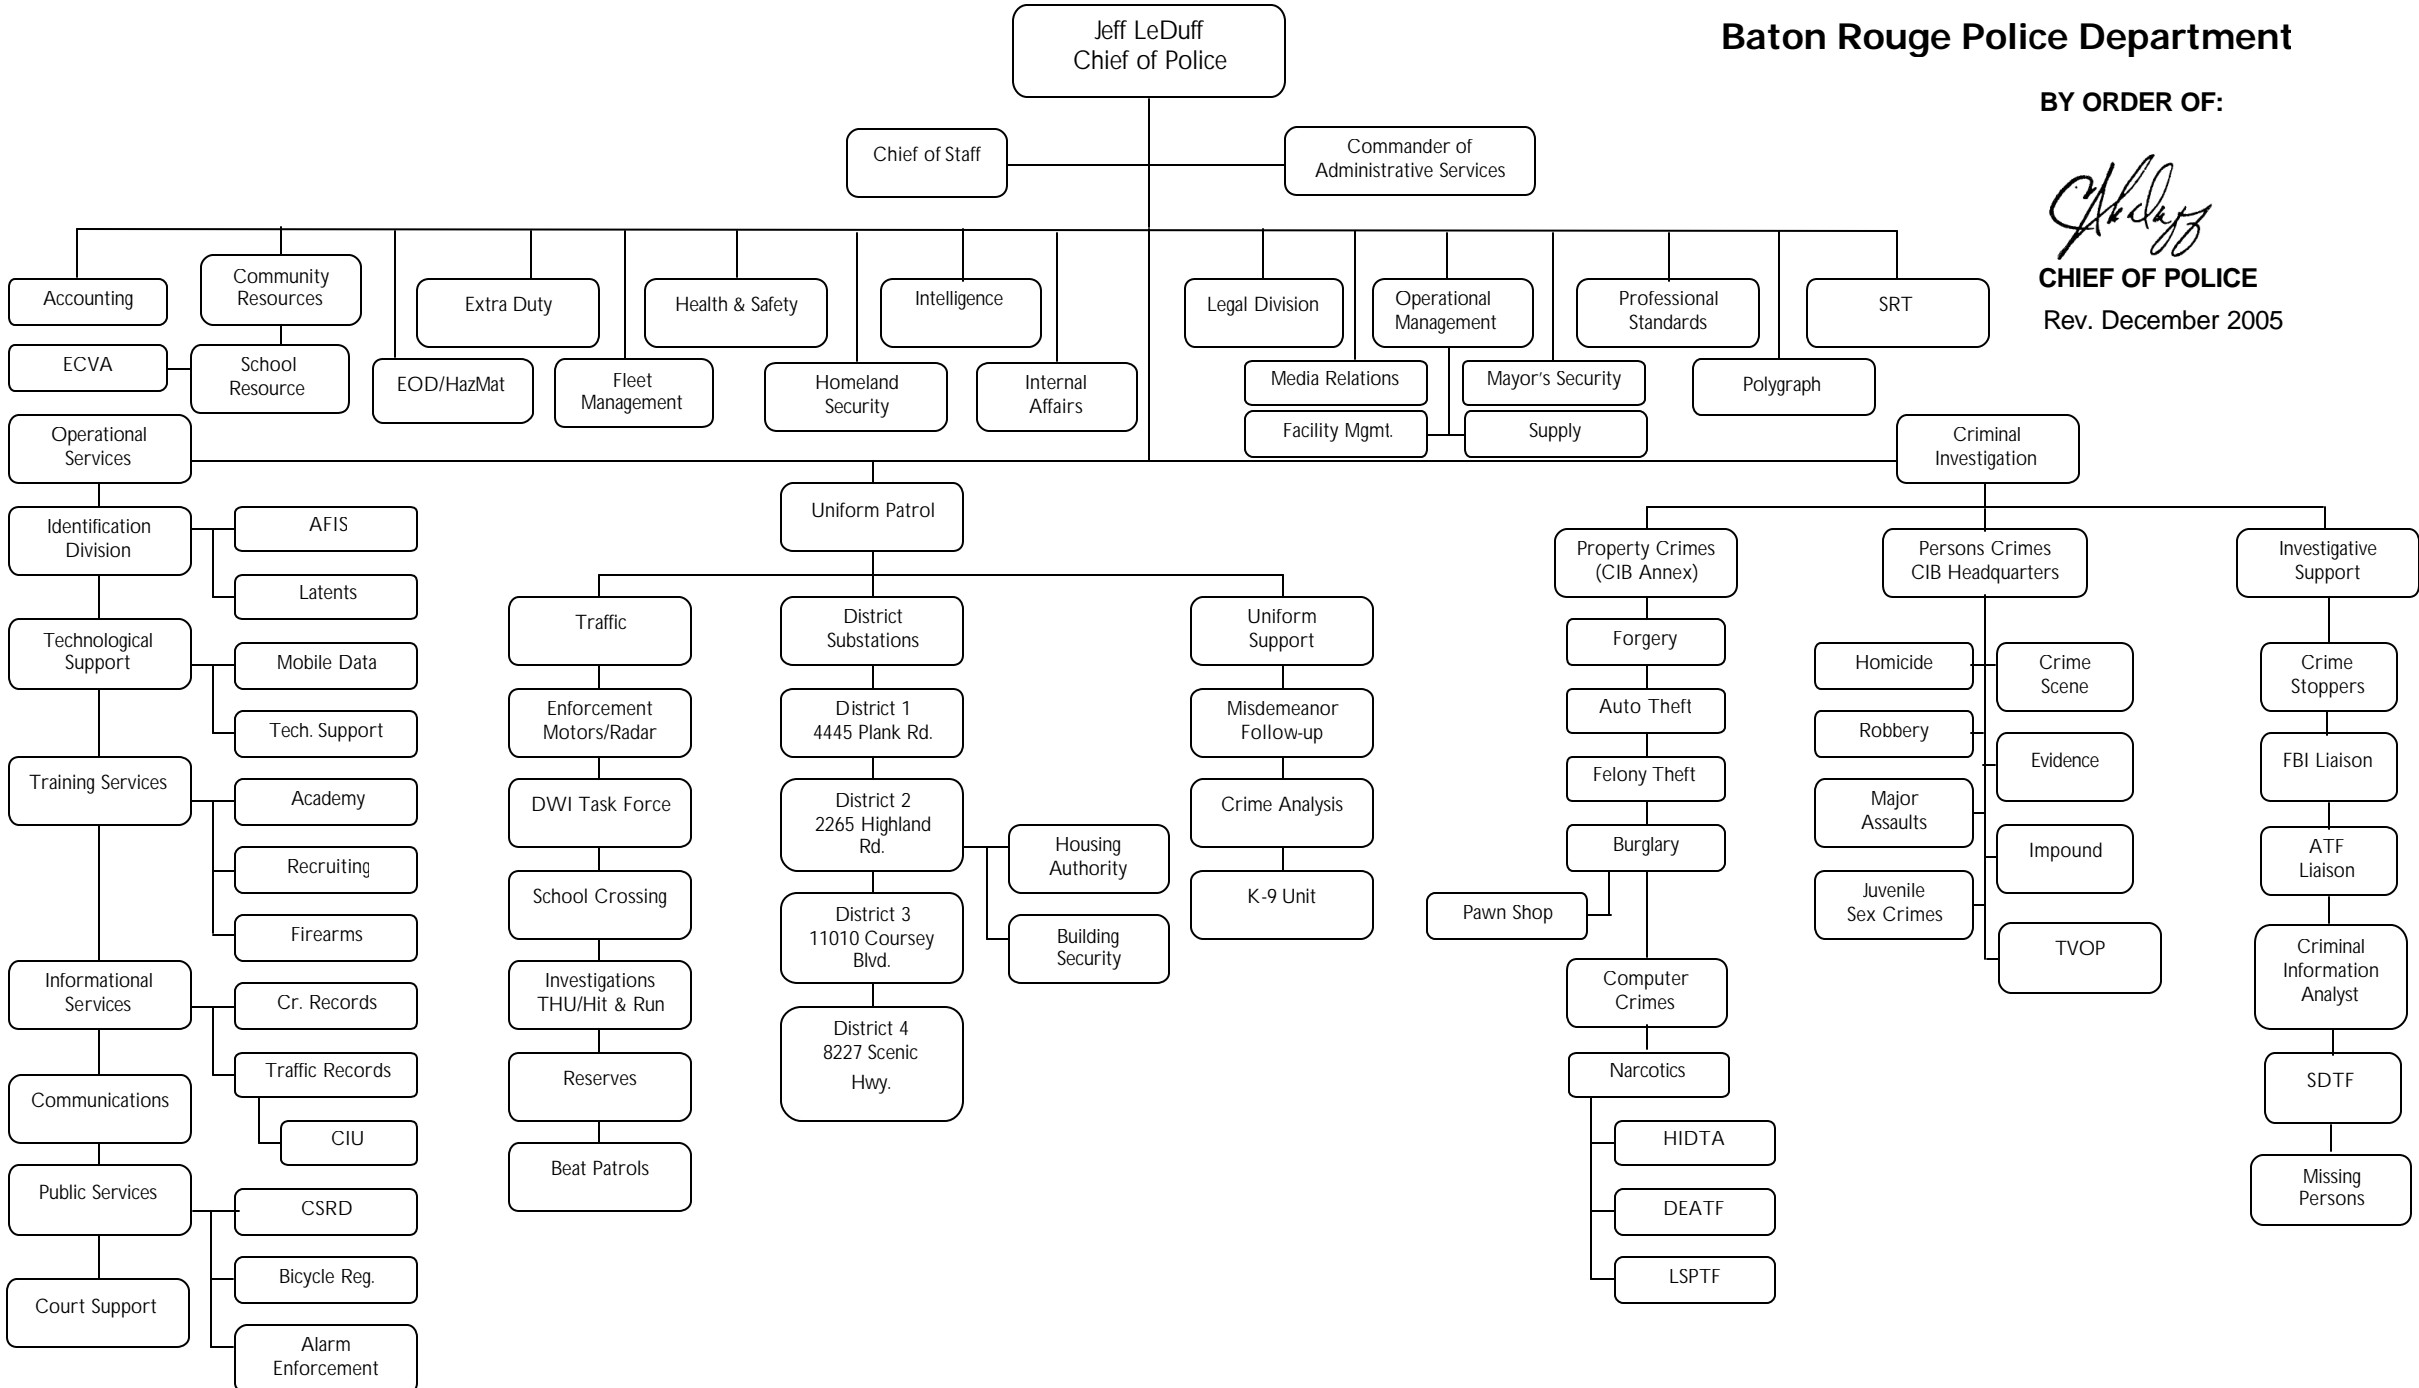 Jeff LeDuff
Chief of Police
Baton Rouge Police Department
BY ORDER OF:
CHIEF OF POLICE
Rev. December 2005
Chief of Staff
Commander of
Administrative Services
Accounting
Community
Resources
Extra Duty
Health & Safety
Intelligence
Legal Division
Operational
Management
Professional
Standards
SRT
ECVA
School
Resource
EOD/HazMat
Fleet
Management
Homeland
Security
Internal
Affairs
Media Relations
Mayor's Security
Polygraph
Facility Mgmt.
Supply
Operational
Services
Criminal
Investigation
Uniform Patrol
Identification
Division
AFIS
Latents
Technological
Support
Mobile Data
Tech. Support
Training Services
Academy
Recruiting
Firearms
Informational
Services
Cr. Records
Traffic Records
CIU
Communications
Public Services
CSRD
Bicycle Reg.
Alarm
Enforcement
Court Support
Traffic
Enforcement
Motors/Radar
DWI Task Force
School Crossing
Investigations
THU/Hit & Run
Reserves
Beat Patrols
District
Substations
District 1
4445 Plank Rd.
District 2
2265 Highland
Rd.
Housing
Authority
Building
Security
District 3
11010 Coursey
Blvd.
District 4
8227 Scenic
Hwy.
Uniform
Support
Misdemeanor
Follow-up
Crime Analysis
K-9 Unit
Property Crimes
(CIB Annex)
Forgery
Auto Theft
Felony Theft
Burglary
Pawn Shop
Computer
Crimes
Narcotics
HIDTA
DEATF
LSPTF
Persons Crimes
CIB Headquarters
Homicide
Crime
Scene
Robbery
Evidence
Major
Assaults
Impound
Juvenile
Sex Crimes
TVOP
Investigative
Support
Crime
Stoppers
FBI Liaison
ATF
Liaison
Criminal
Information
Analyst
SDTF
Missing
Persons